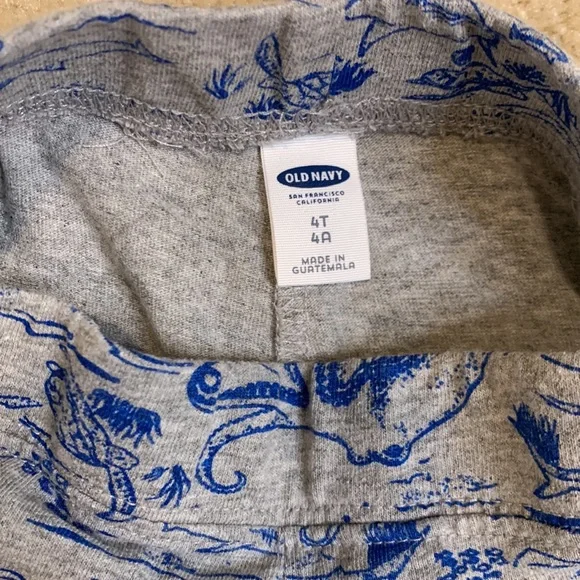 OLD NAVY
SAN FRANCISCO
CALIFORNIA
4T
4A
MADE IN
GUATEMALA